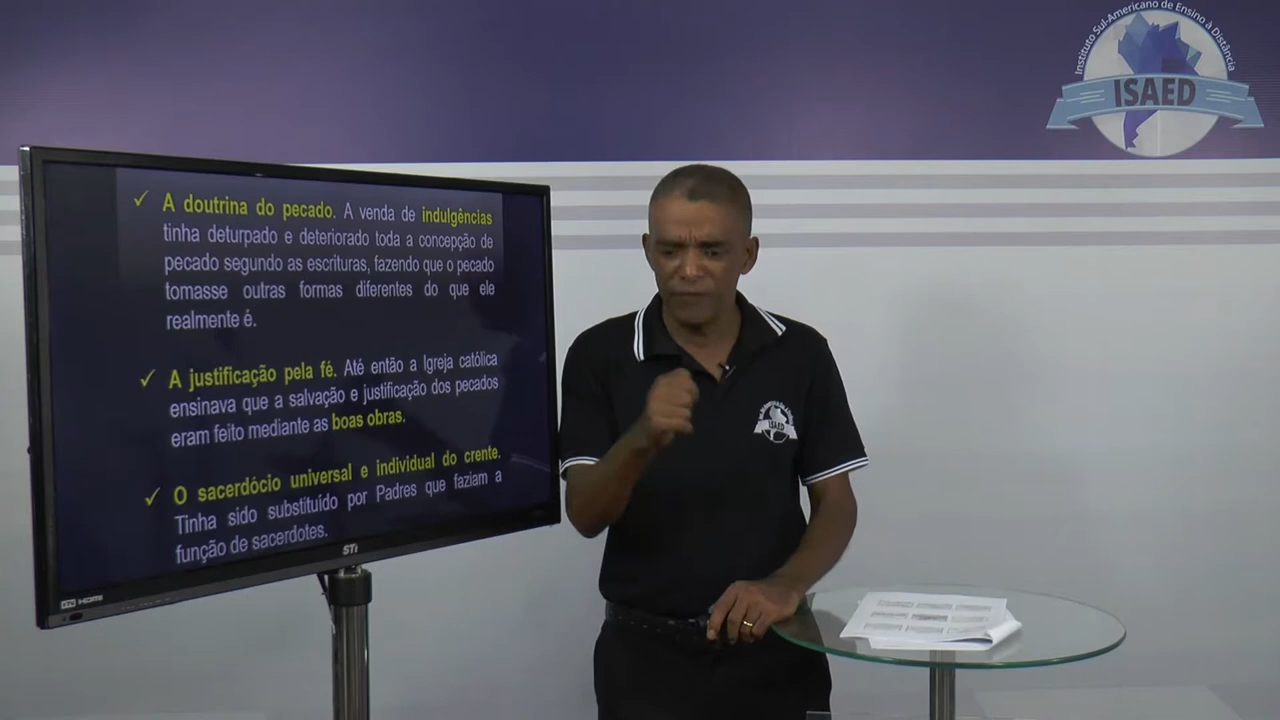 Instituto Sul-Americano de Ensino à Distância
ISAED
✓ A doutrina do pecado. A venda de indulgências
tinha deturpado e deteriorado toda a concepção de
pecado segundo as escrituras, fazendo que o pecado
tomasse outras formas diferentes do que ele
realmente é.
✓ A justificação pela fé. Até então a Igreja católica
ensinava que a salvação e justificação dos pecados
eram feito mediante as boas obras.
✓ O sacerdócio universal e individual do crente.
Tinha sido substituído por Padres que faziam a
função de sacerdotes.
STi
HDMI
ISAED